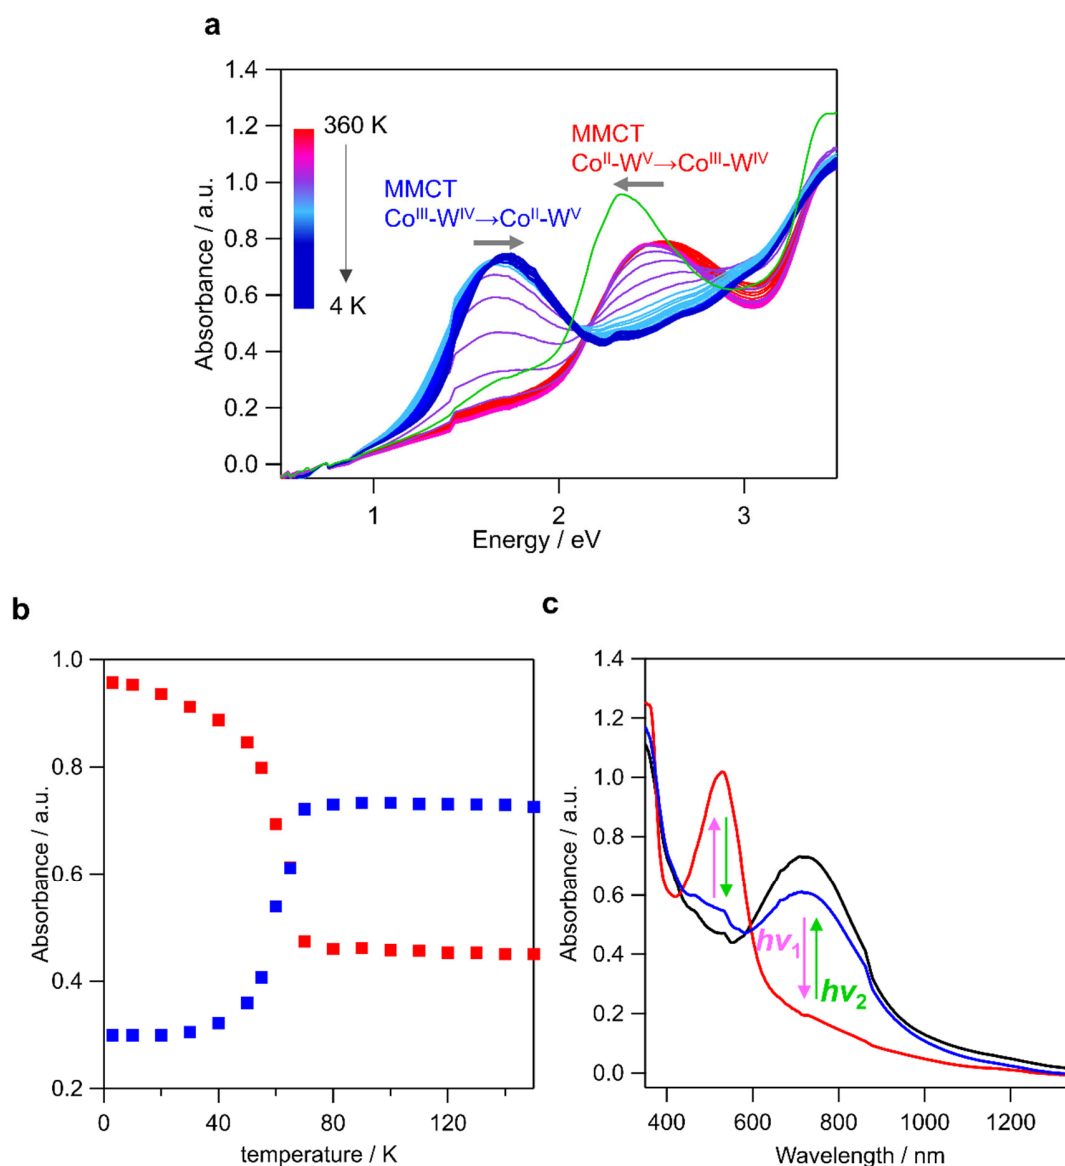 a
1.4
1.2
1.0
0.8
0.6
0.4
0.2
0.0
Absorbance / a.u.
360 K
4 K
MMCT
Co^III-W^IV→Co^II-W^V
MMCT
Co^II-W^V→Co^III-W^IV
1
2
3
Energy / eV
b
1.0
0.8
0.6
0.4
0.2
Absorbance / a.u.
0
40
80
120
temperature / K
c
1.4
1.2
1.0
0.8
0.6
0.4
0.2
0.0
Absorbance / a.u.
hν₁
hν₂
400
600
800
1000
1200
Wavelength / nm